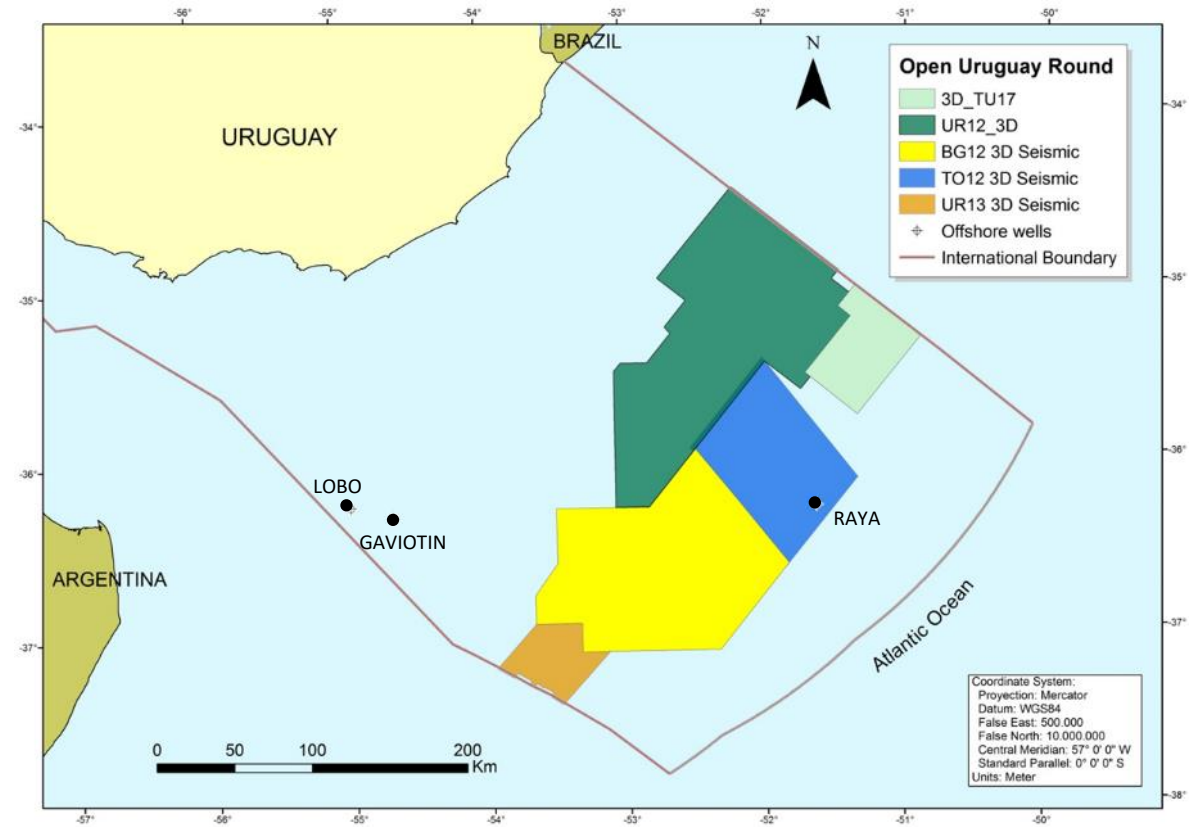 -56°
-55°
-54°
-53°
-52°
-51°
-50°
BRAZIL
N
Open Uruguay Round
3D_TU17
UR12_3D
BG12 3D Seismic
TO12 3D Seismic
UR13 3D Seismic
Offshore wells
International Boundary
URUGUAY
-34°
-34°
-35°
-35°
-36°
-36°
LOBO
GAVIOTIN
RAYA
ARGENTINA
Atlantic Ocean
-37°
-37°
Coordinate System:
Proyection: Mercator
Datum: WGS84
False East: 500.000
False North: 10.000.000
Central Meridian: 57° 0' 0" W
Standard Parallel: 0° 0' 0" S
Units: Meter
0 50 100 200
Km
-38°
-57°
-56°
-55°
-54°
-53°
-52°
-51°
-50°